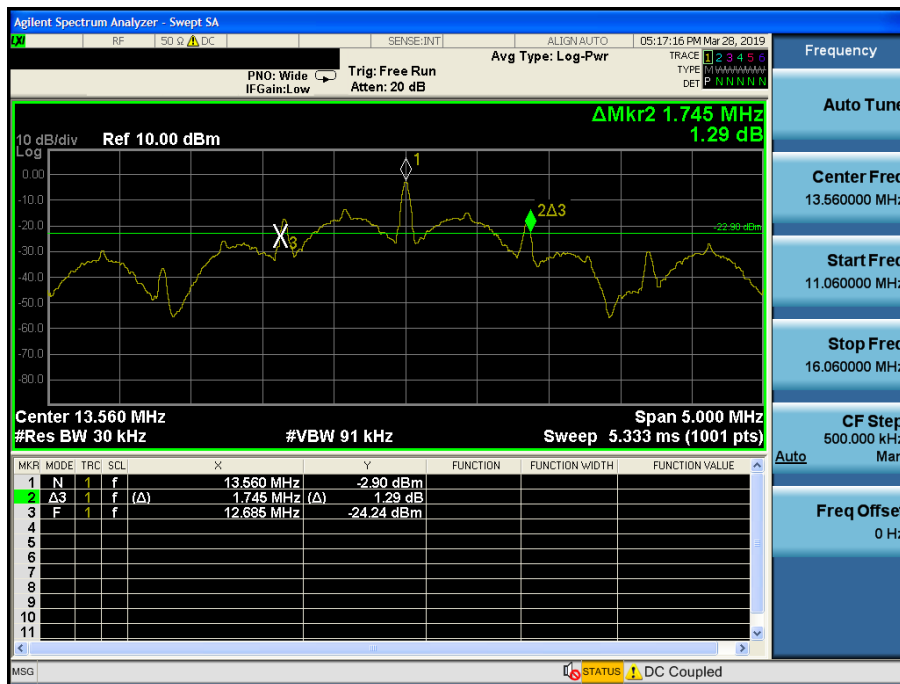 Agilent Spectrum Analyzer - Swept SA
LXI RF 50 Ω DC SENSE:INT ALIGN AUTO 05:17:16 PM Mar 28, 2019
PNO: Wide Trig: Free Run Avg Type: Log-Pwr TRACE 1 2 3 4 5 6
IFGain:Low Atten: 20 dB TYPE M WWWWW
DET P N N N N N
ΔMkr2 1.745 MHz
1.29 dB
10 dB/div Ref 10.00 dBm
Log
1
0.00
-10.0
2Δ3
-20.0
-22.90 dBm
3
-30.0
-40.0
-50.0
-60.0
-70.0
-80.0
Center 13.560 MHz Span 5.000 MHz
#Res BW 30 kHz #VBW 91 kHz Sweep 5.333 ms (1001 pts)
MKR MODE TRC SCL X Y FUNCTION FUNCTION WIDTH FUNCTION VALUE
1 N 1 f 13.560 MHz -2.90 dBm
2 Δ3 1 f (Δ) 1.745 MHz (Δ) 1.29 dB
3 F 1 f 12.685 MHz -24.24 dBm
4
5
6
7
8
9
10
11
MSG STATUS DC Coupled
Frequency
Auto Tune
Center Freq
13.560000 MHz
Start Freq
11.060000 MHz
Stop Freq
16.060000 MHz
CF Step
500.000 kHz
Auto Man
Freq Offset
0 Hz